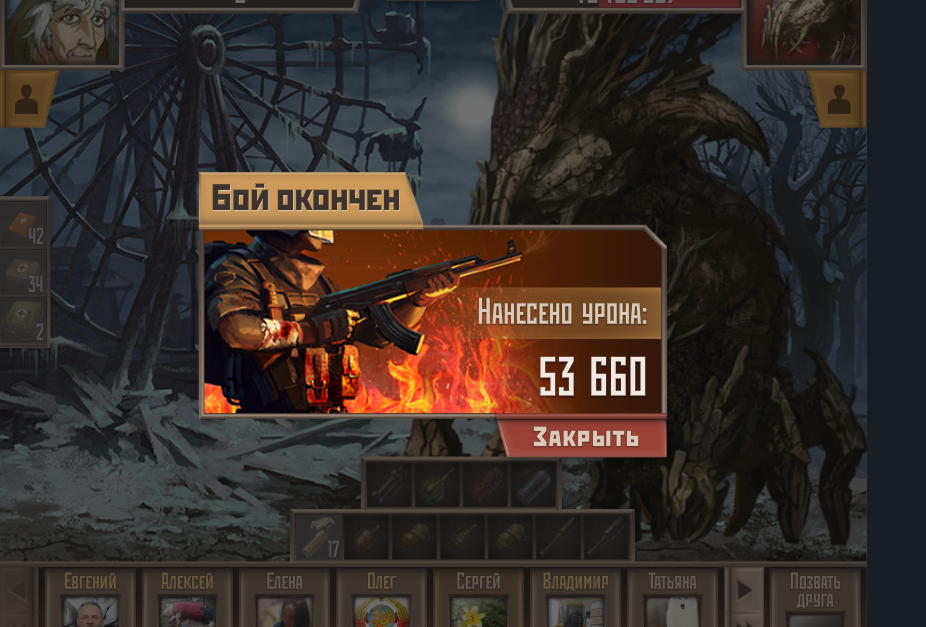 Бой окончен
42
34
2
Нанесено урона:
53 660
Закрыть
17
Евгений
Алексей
Елена
Олег
Сергей
Владимир
Татьяна
Позвать
друга